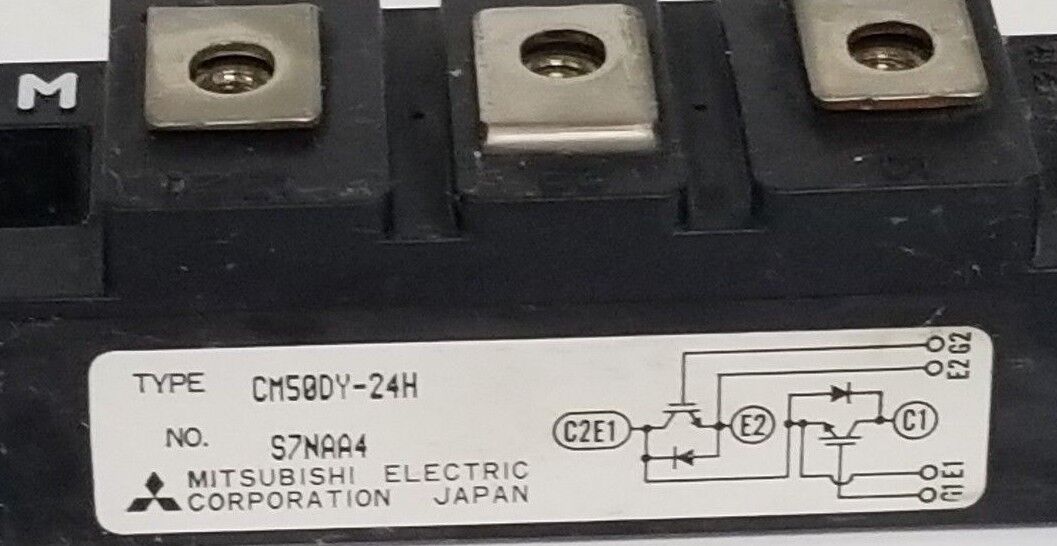 M
TYPE CM50DY-24H
NO. S7NAA4
MITSUBISHI ELECTRIC
CORPORATION JAPAN
G2
E2
C2E1
E2
C1
E1
G1